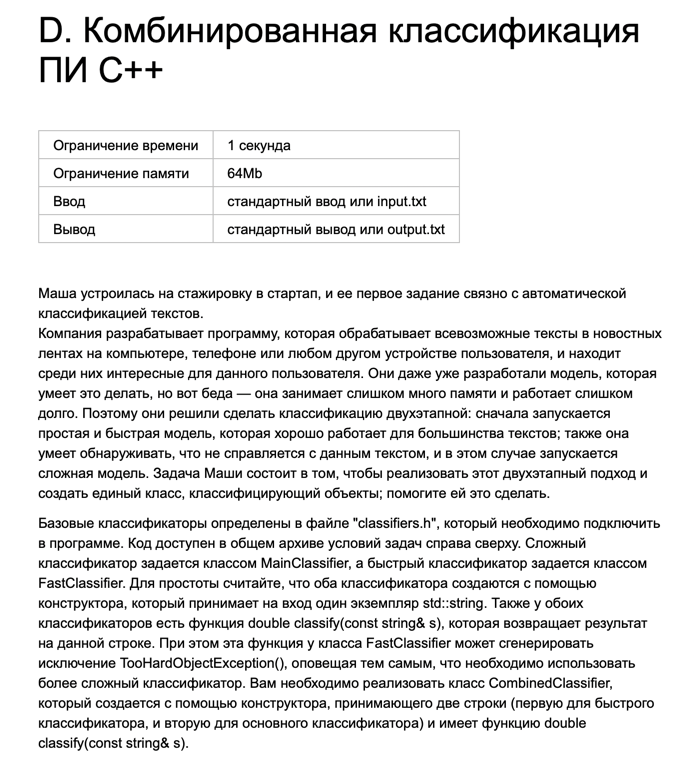 D. Комбинированная классификация
ПИ C++
Ограничение времени 1 секунда
Ограничение памяти 64Mb
Ввод стандартный ввод или input.txt
Вывод стандартный вывод или output.txt
Маша устроилась на стажировку в стартап, и ее первое задание связно с автоматической
классификацией текстов.
Компания разрабатывает программу, которая обрабатывает всевозможные тексты в новостных
лентах на компьютере, телефоне или любом другом устройстве пользователя, и находит
среди них интересные для данного пользователя. Они даже уже разработали модель, которая
умеет это делать, но вот беда — она занимает слишком много памяти и работает слишком
долго. Поэтому они решили сделать классификацию двухэтапной: сначала запускается
простая и быстрая модель, которая хорошо работает для большинства текстов; также она
умеет обнаруживать, что не справляется с данным текстом, и в этом случае запускается
сложная модель. Задача Маши состоит в том, чтобы реализовать этот двухэтапный подход и
создать единый класс, классифицирующий объекты; помогите ей это сделать.
Базовые классификаторы определены в файле "classifiers.h", который необходимо подключить
в программе. Код доступен в общем архиве условий задач справа сверху. Сложный
классификатор задается классом MainClassifier, а быстрый классификатор задается классом
FastClassifier. Для простоты считайте, что оба классификатора создаются с помощью
конструктора, который принимает на вход один экземпляр std::string. Также у обоих
классификаторов есть функция double classify(const string& s), которая возвращает результат
на данной строке. При этом эта функция у класса FastClassifier может сгенерировать
исключение TooHardObjectException(), оповещая тем самым, что необходимо использовать
более сложный классификатор. Вам необходимо реализовать класс CombinedClassifier,
который создается с помощью конструктора, принимающего две строки (первую для быстрого
классификатора, и вторую для основного классификатора) и имеет функцию double
classify(const string& s).